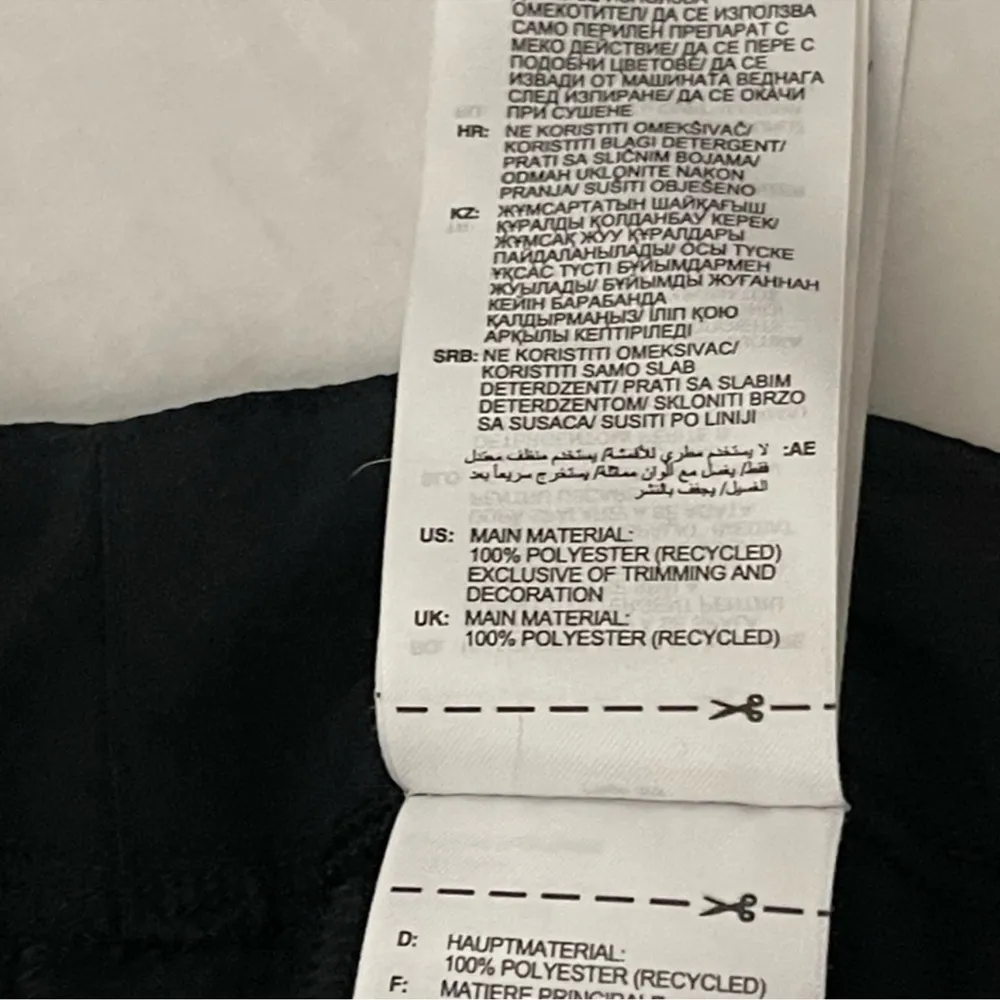 ОМЕКОТИТЕЛ/ ДА СЕ ИЗПОЛЗВА
САМО ПЕРИЛЕН ПРЕПАРАТ С
МЕКО ДЕЙСТВИЕ/ ДА СЕ ПЕРЕ С
ПОДОБНИ ЦВЕТОВЕ/ ДА СЕ
ИЗВАДИ ОТ МАШИНАТА ВЕДНАГА
СЛЕД ИЗПИРАНЕ/ ДА СЕ ОКАЧИ
ПРИ СУШЕНЕ
HR: NE KORISTITI OMEKŠIVAČ/
KORISTITI BLAGI DETERGENT/
PRATI SA SLIČNIM BOJAMA/
ODMAH UKLONITE NAKON
PRANJA/ SUŠITI OBJEŠENO
KZ: ЖҰМСАРТАТЫН ШАЙҚАҒЫШ
ҚҰРАЛДЫ ҚОЛДАНБАУ КЕРЕК/
ЖҰМСАҚ ЖУУ ҚҰРАЛДАРЫ
ПАЙДАЛАНЫЛАДЫ/ ОСЫ ТҮСКЕ
ҰҚСАС ТҮСТІ БҰЙЫМДАРМЕН
ЖУЫЛАДЫ/ БҰЙЫМДЫ ЖУҒАННАН
КЕЙІН БАРАБАНДА
ҚАЛДЫРМАҢЫЗ/ ІЛІП ҚОЮ
АРҚЫЛЫ КЕПТІРІЛЕДІ
SRB: NE KORISTITI OMEKSIVAC/
KORISTITI SAMO SLAB
DETERDZENT/ PRATI SA SLABIM
DETERDZENTOM/ SKLONITI BRZO
SA SUSACA/ SUSITI PO LINIJI
AE: لا يستخدم مطري للأقمشة/ يستخدم منظف معتدل
فقط/ يغسل مع ألوان مماثلة/ يستخرج سريعاً بعد
الغسيل/ يجفف بالنشر
US: MAIN MATERIAL:
100% POLYESTER (RECYCLED)
EXCLUSIVE OF TRIMMING AND
DECORATION
UK: MAIN MATERIAL:
100% POLYESTER (RECYCLED)
D: HAUPTMATERIAL:
100% POLYESTER (RECYCLED)
F: MATIERE PRINCIPALE